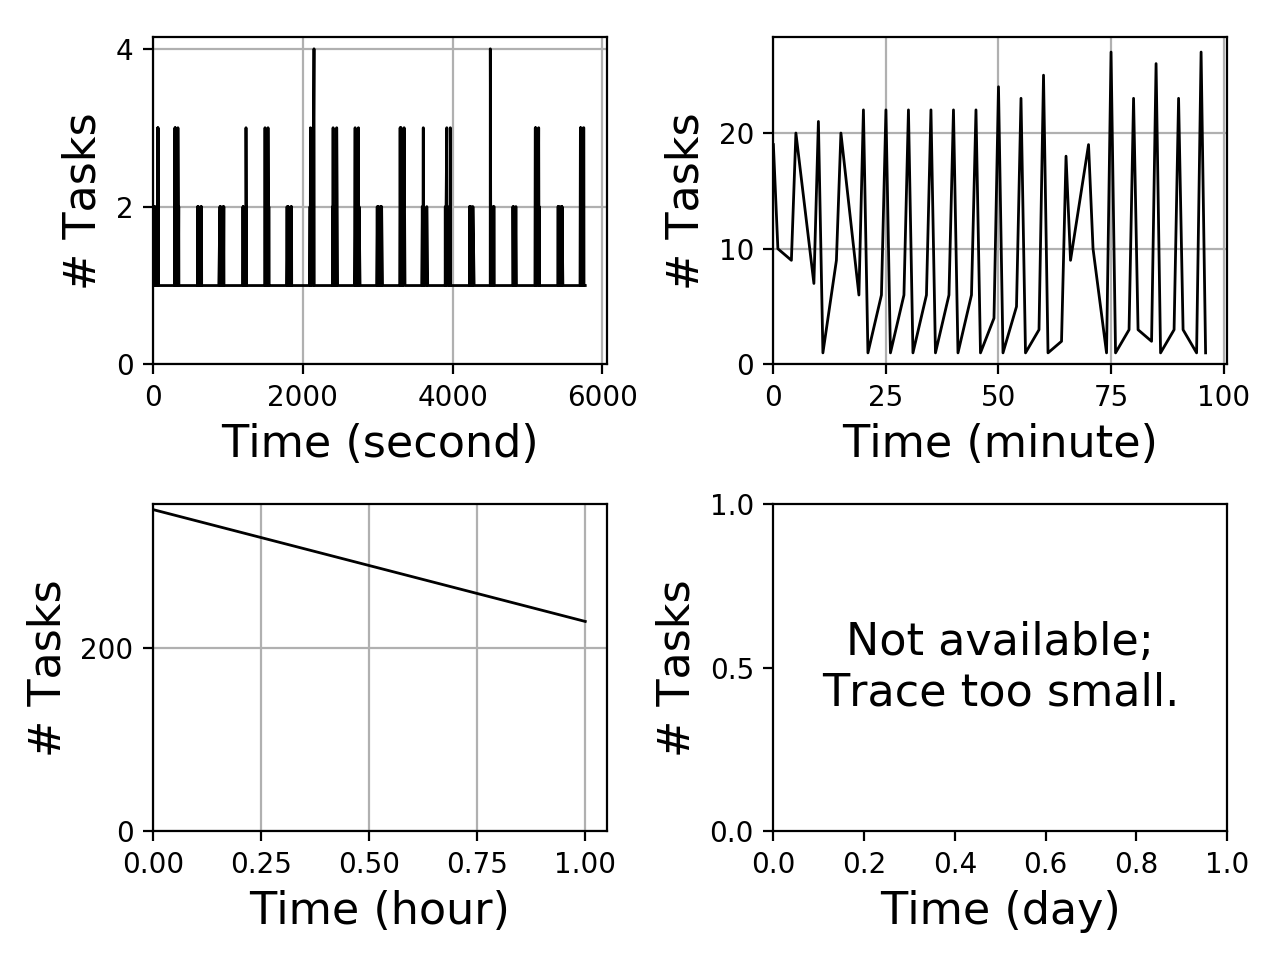 # Tasks
4
2
0
0 2000 4000 6000
Time (second)
# Tasks
20
10
0
0 25 50 75 100
Time (minute)
# Tasks
200
0
0.00 0.25 0.50 0.75 1.00
Time (hour)
# Tasks
1.0
0.5
0.0
Not available;
Trace too small.
0.0 0.2 0.4 0.6 0.8 1.0
Time (day)